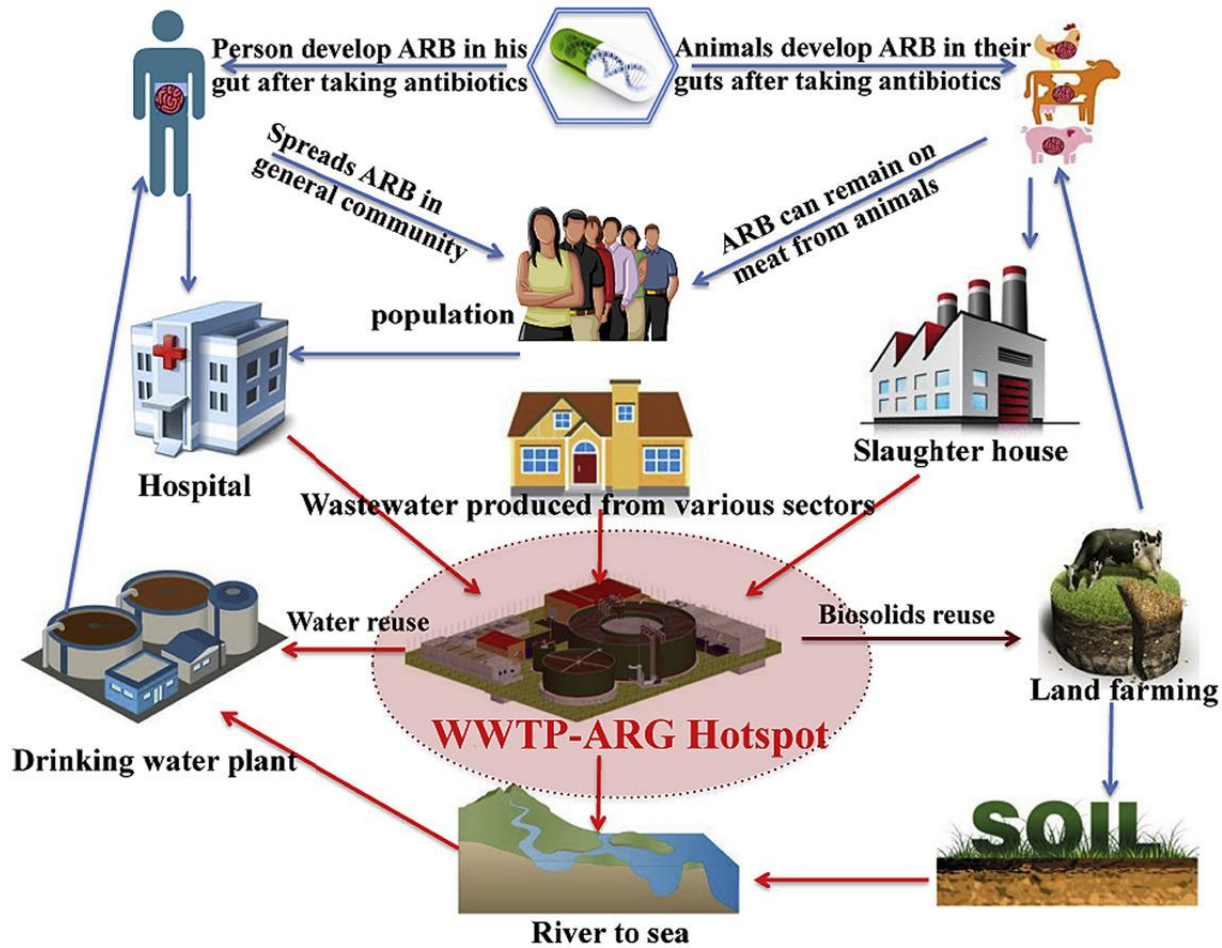 Person develop ARB in his
gut after taking antibiotics
Animals develop ARB in their
guts after taking antibiotics
Spreads ARB in
general community
ARB can remain on
meat from animals
population
Hospital
Slaughter house
Wastewater produced from various sectors
Water reuse
Biosolids reuse
Land farming
WWTP-ARG Hotspot
Drinking water plant
SOIL
River to sea